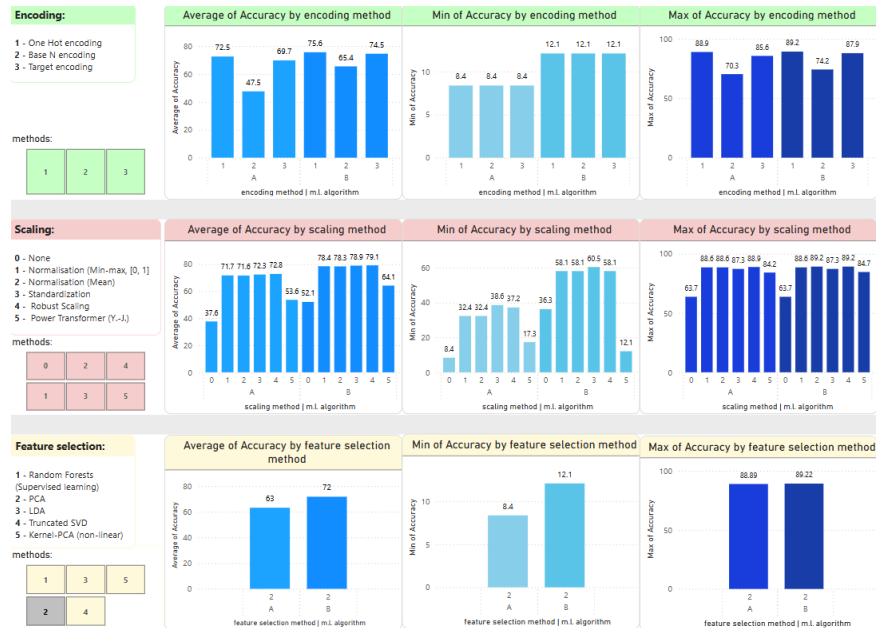 Encoding:
1 - One Hot encoding
2 - Base N encoding
3 - Target encoding
methods:
1 2 3
Average of Accuracy by encoding method
Average of Accuracy
80
60
40
20
0
72.5 47.5 69.7 75.6 65.4 74.5
1 2 3 1 2 3
A B
encoding method | m.l. algorithm
Min of Accuracy by encoding method
Min of Accuracy
10
5
0
8.4 8.4 8.4 12.1 12.1 12.1
1 2 3 1 2 3
A B
encoding method | m.l. algorithm
Max of Accuracy by encoding method
Max of Accuracy
100
50
0
88.9 70.3 85.6 89.2 74.2 87.9
1 2 3 1 2 3
A B
encoding method | m.l. algorithm
Scaling:
0 - None
1 - Normalisation (Min-max, [0, 1]
2 - Normalisation (Mean)
3 - Standardization
4 - Robust Scaling
5 - Power Transformer (Y.-J.)
methods:
0 2 4
1 3 5
Average of Accuracy by scaling method
Average of Accuracy
80
60
40
20
0
37.6 71.7 71.6 72.3 72.8 53.6 52.1 78.4 78.3 78.9 79.1 64.1
0 1 2 3 4 5 0 1 2 3 4 5
A B
scaling method | m.l. algorithm
Min of Accuracy by scaling method
Min of Accuracy
60
40
20
0
8.4 32.4 32.4 38.6 37.2 17.3 36.3 58.1 58.1 60.5 58.1 12.1
0 1 2 3 4 5 0 1 2 3 4 5
A B
scaling method | m.l. algorithm
Max of Accuracy by scaling method
Max of Accuracy
100
50
0
63.7 88.6 88.6 87.3 88.9 84.2 63.7 88.6 89.2 87.3 89.2 84.7
0 1 2 3 4 5 0 1 2 3 4 5
A B
scaling method | m.l. algorithm
Feature selection:
1 - Random Forests
(Supervised learning)
2 - PCA
3 - LDA
4 - Truncated SVD
5 - Kernel-PCA (non-linear)
methods:
1 3 5
2 4
Average of Accuracy by feature selection
method
Average of Accuracy
80
60
40
20
0
63 72
2 2
A B
feature selection method | m.l. algorithm
Min of Accuracy by feature selection method
Min of Accuracy
10
5
0
8.4 12.1
2 2
A B
feature selection method | m.l. algorithm
Max of Accuracy by feature selection method
Max of Accuracy
100
50
0
88.89 89.22
2 2
A B
feature selection method | m.l. algorithm